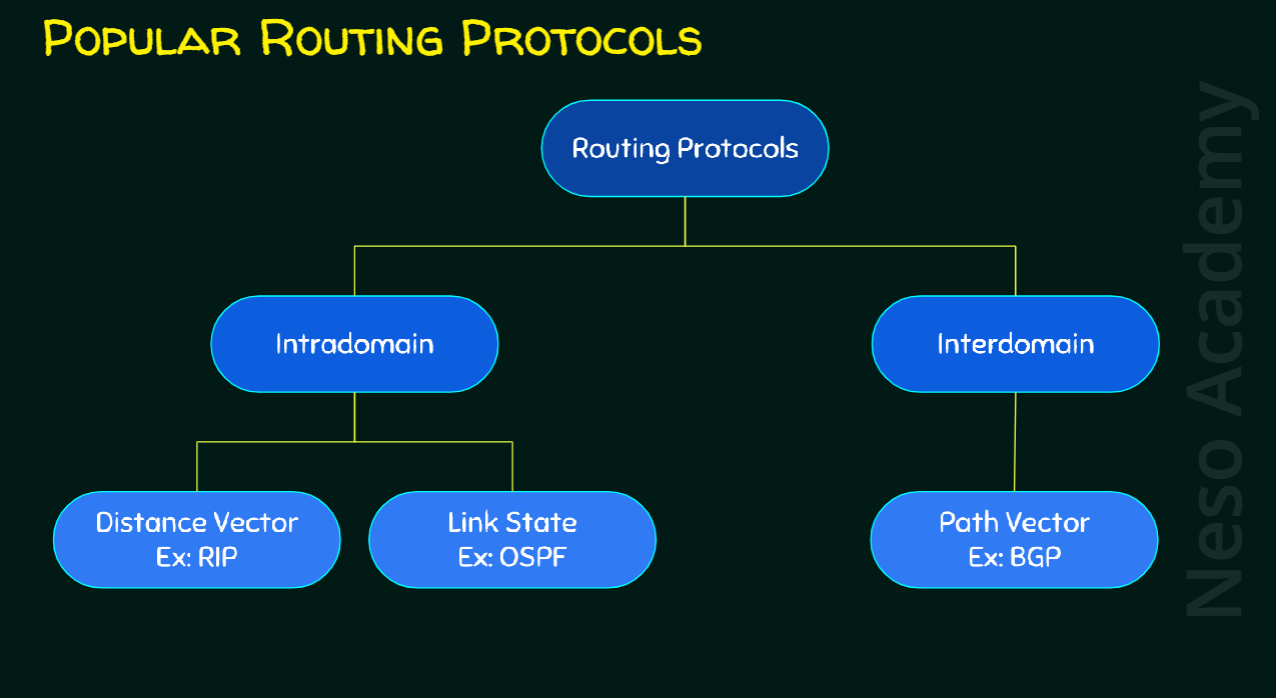 Popular Routing Protocols
Routing Protocols
Intradomain
Interdomain
Distance Vector
Ex: RIP
Link State
Ex: OSPF
Path Vector
Ex: BGP
Neso Academy